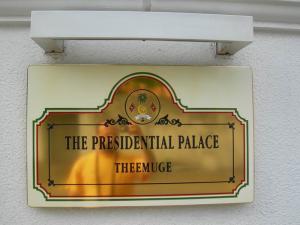 THE PRESIDENTIAL PALACE
THEEMUGE